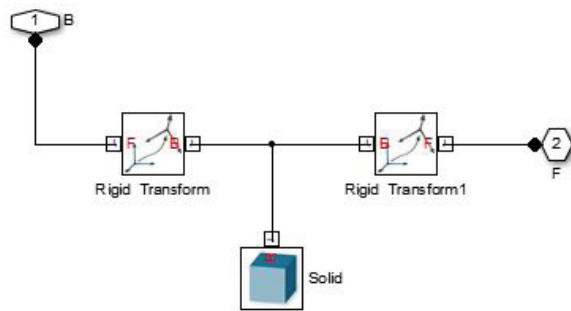 1 B
F B
B F
2
Rigid Transform
Rigid Transform1
F
R
Solid